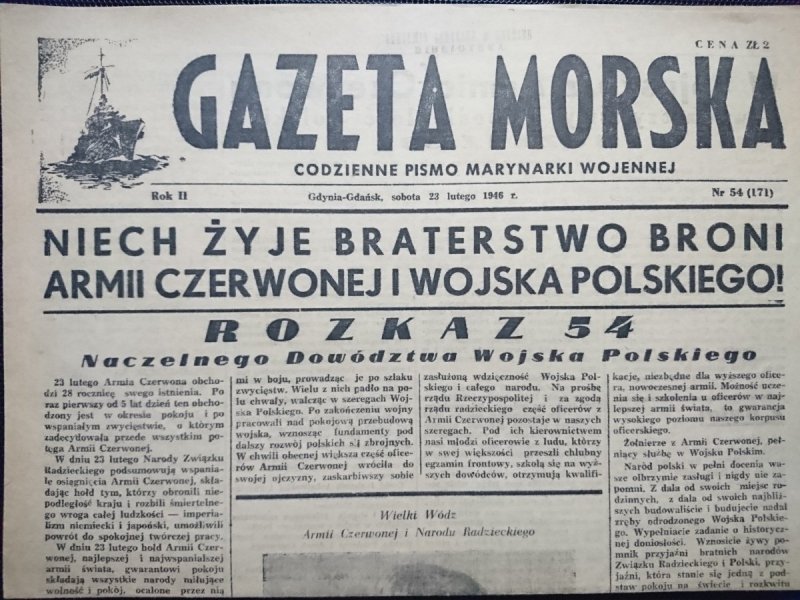 CENA ZŁ 2
GAZETA MORSKA
CODZIENNE PISMO MARYNARKI WOJENNEJ
Rok II
Gdynia-Gdańsk, sobota 23 lutego 1946 r.
Nr 54 (171)
NIECH ŻYJE BRATERSTWO BRONI
ARMII CZERWONEJ I WOJSKA POLSKIEGO!
ROZKAZ 54
Naczelnego Dowództwa Wojska Polskiego
23 lutego Armia Czerwona obcho-
dzi 28 rocznicę swego istnienia. Po
raz pierwszy od 5 lat dzień ten obcho-
dzony jest w okresie pokoju i po
wspaniałym zwycięstwie, o którym
zadecydowała przede wszystkim po-
tęga Armii Czerwonej.
W dniu 23 lutego Narody Związku
Radzieckiego podsumowują wspania-
łe osiągnięcia Armii Czerwonej, skła-
dając hołd tym, którzy obronili nie-
podległość kraju i rozbili śmiertelne-
go wroga całej ludzkości — imperia-
lizm niemiecki i japoński, umożliwili
powrót do spokojnej twórczej pracy.
W dniu 23 lutego hołd Armii Czer-
wonej, najlepszej i najwspanialszej
armii świata, gwarantowi pokoju
składają wszystkie narody miłujące
wolność i pokój, ocalone przez nią
mi w boju, prowadząc je po szlaku
zwycięstw. Wielu z nich padło na po-
lu chwały, walcząc w szeregach Woj-
ska Polskiego. Po zakończeniu wojny
pracowali nad pokojową przebudową
wojska, wznosząc fundamenty pod
dalszy rozwój polskich sił zbrojnych.
W chwili obecnej większa część ofice-
rów Armii Czerwonej wróciła do
swojej ojczyzny, zaskarbiwszy sobie
zasłużoną wdzięczność Wojska Pol-
skiego i całego narodu. Na prośbę
rządu Rzeczypospolitej i za zgodą
rządu radzieckiego część oficerów z
Armii Czerwonej pozostaje w naszych
szeregach. Pod ich kierownictwem
nasi młodzi oficerowie z ludu, którzy
w swej większości przeszli chlubny
egzamin frontowy, szkolą się na wyż-
szych dowódców, otrzymują kwalifi-
kacje, niezbędne dla wyższego ofice-
ra, nowoczesnej armii. Możność ucze-
nia się i szkolenia u oficerów w naj-
lepszej armii świata, to gwarancja
wysokiego poziomu naszego korpusu
oficerskiego.
Żołnierze z Armii Czerwonej, peł-
niący służbę w Wojsku Polskim.
Naród polski w pełni docenia wa-
sze olbrzymie zasługi i nigdy nie za-
pomni. Z dala od swoich miejsc ro-
dzinnych, z dala od swoich najbliż-
szych budowaliście i budujecie nadal
zręby odrodzonego Wojska Polskie-
go. Wypełniacie zadanie o historycz-
nej doniosłości. Wznosicie żywy po-
mnik przyjaźni bratnich narodów
Związku Radzieckiego i Polski, przy-
jaźni, która stanie się jedną z pod-
staw pokoju na świecie i rozkwitu
Wielki Wódz
Armii Czerwonej i Narodu Radzieckiego